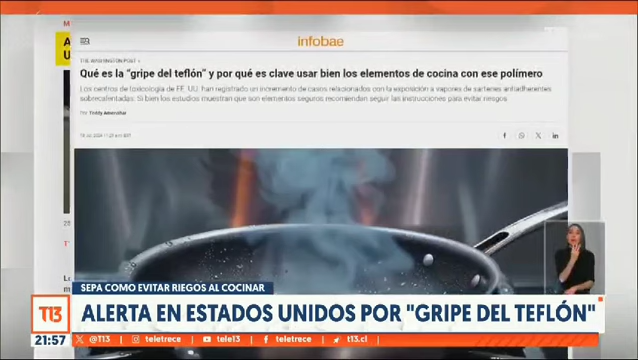 infobae
THE WASHINGTON POST >
Qué es la “gripe del teflón” y por qué es clave usar bien los elementos de cocina con ese polímero
Los centros de toxicología de EE. UU. han registrado un incremento de casos relacionados con la exposición a vapores de sartenes antiadherentes
sobrecalentadas. Si bien los estudios muestran que son elementos seguros recomiendan seguir las instrucciones para evitar riesgos
Por
SEPA COMO EVITAR RIEGOS AL COCINAR
T13
ALERTA EN ESTADOS UNIDOS POR "GRIPE DEL TEFLÓN"
21:57
@T13
teletrece
tele13
teletrece
t13.cl